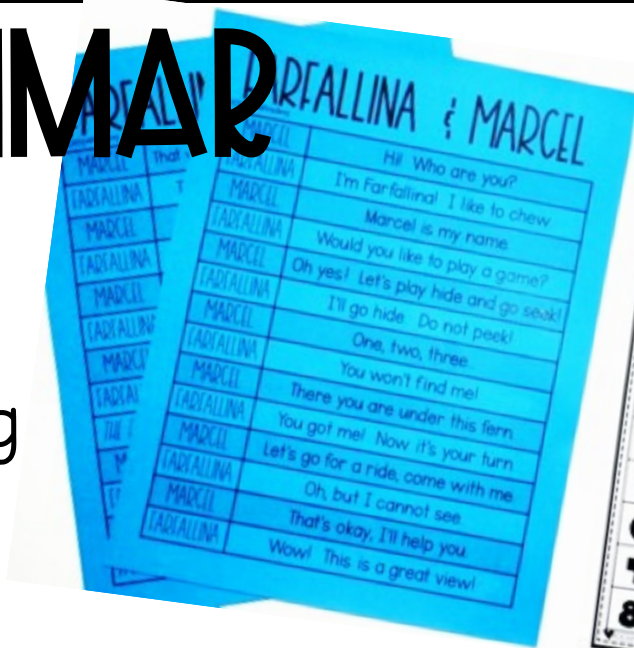 MAR
g
FARFALLINA & MARCEL
MARCEL Hi! Who are you?
FARFALLINA I'm Farfallina! I like to chew.
MARCEL Marcel is my name.
FARFALLINA Would you like to play a game?
MARCEL Oh yes! Let's play hide and go seek!
FARFALLINA I'll go hide. Do not peek!
MARCEL One, two, three...
FARFALLINA You won't find me!
MARCEL There you are under this fern.
FARFALLINA You got me! Now it's your turn.
MARCEL Let's go for a ride, come with me.
FARFALLINA Oh, but I cannot see.
MARCEL That's okay, I'll help you.
FARFALLINA Wow! This is a great view!
MARCEL That
FARFALLINA
MARCEL
FARFALLINA
MARCEL
FARFALLINA
8